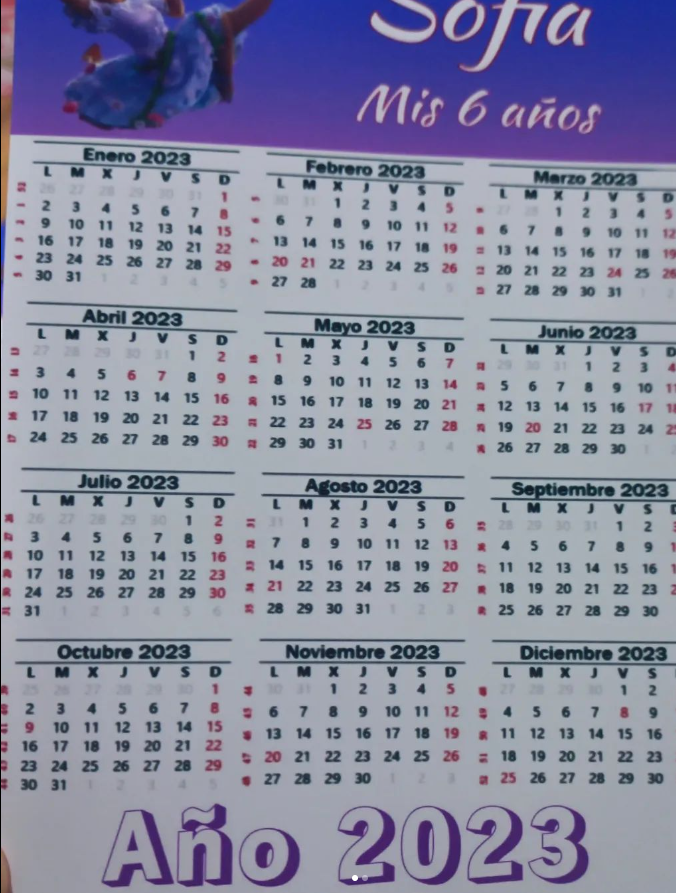 Sofia
Mis 6 años
Enero 2023
L M X J V S D
26 27 28 29 30 31 1
2 3 4 5 6 7 8
9 10 11 12 13 14 15
16 17 18 19 20 21 22
23 24 25 26 27 28 29
30 31 1 2 3 4 5
Febrero 2023
L M X J V S D
30 31 1 2 3 4 5
6 7 8 9 10 11 12
13 14 15 16 17 18 19
20 21 22 23 24 25 26
27 28 1 2 3 4 5
Marzo 2023
L M X J V S D
27 28 1 2 3 4 5
6 7 8 9 10 11 12
13 14 15 16 17 18 19
20 21 22 23 24 25 26
27 28 29 30 31 1
Abril 2023
L M X J V S D
27 28 29 30 31 1 2
3 4 5 6 7 8 9
10 11 12 13 14 15 16
17 18 19 20 21 22 23
24 25 26 27 28 29 30
Mayo 2023
L M X J V S D
1 2 3 4 5 6 7
8 9 10 11 12 13 14
15 16 17 18 19 20 21
22 23 24 25 26 27 28
29 30 31 1 2 3 4
Junio 2023
L M X J V S D
29 30 31 1 2 3 4
5 6 7 8 9 10 11
12 13 14 15 16 17 18
19 20 21 22 23 24 25
26 27 28 29 30 1
Julio 2023
L M X J V S D
26 27 28 29 30 1 2
3 4 5 6 7 8 9
10 11 12 13 14 15 16
17 18 19 20 21 22 23
24 25 26 27 28 29 30
31 1 2 3 4 5 6
Agosto 2023
L M X J V S D
31 1 2 3 4 5 6
7 8 9 10 11 12 13
14 15 16 17 18 19 20
21 22 23 24 25 26 27
28 29 30 31 1 2 3
Septiembre 2023
L M X J V S D
28 29 30 31 1 2
4 5 6 7 8 9
11 12 13 14 15 16
18 19 20 21 22 23
25 26 27 28 29 30
Octubre 2023
L M X J V S D
25 26 27 28 29 30 1
2 3 4 5 6 7 8
9 10 11 12 13 14 15
16 17 18 19 20 21 22
23 24 25 26 27 28 29
30 31 1 2 3 4 5
Noviembre 2023
L M X J V S D
30 31 1 2 3 4 5
6 7 8 9 10 11 12
13 14 15 16 17 18 19
20 21 22 23 24 25 26
27 28 29 30 1 2 3
Diciembre 2023
L M X J V S
27 28 29 30 1 2
4 5 6 7 8 9
11 12 13 14 15 16
18 19 20 21 22 23
25 26 27 28 29 30
Año 2023